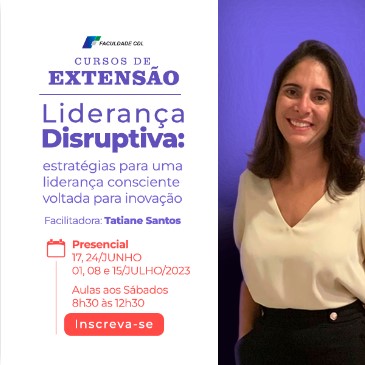 FACULDADE CDL
CURSOS DE
EXTENSÃO
Liderança
Disruptiva:
estratégias para uma
liderança consciente
voltada para inovação
Facilitadora: Tatiane Santos
Presencial
17, 24/JUNHO
01, 08 e 15/JULHO/2023
Aulas aos Sábados
8h30 às 12h30
Inscreva-se